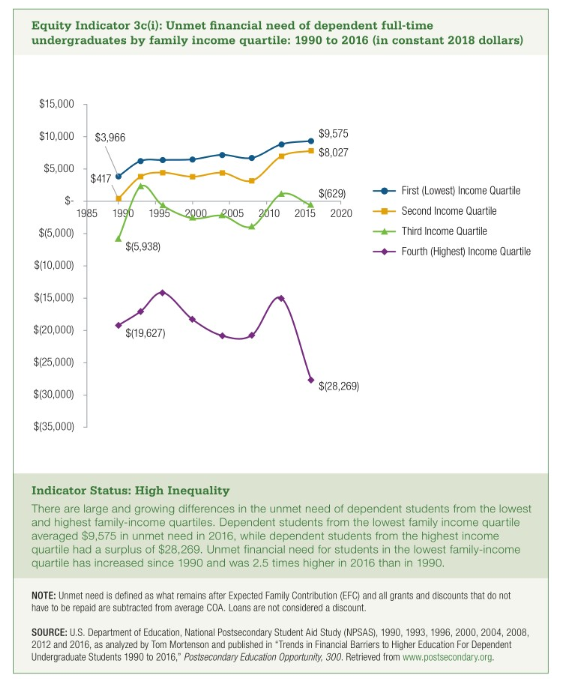 Equity Indicator 3c(i): Unmet financial need of dependent full-time
undergraduates by family income quartile: 1990 to 2016 (in constant 2018 dollars)
$15,000
$10,000
$5,000
$-
$(5,000)
$(10,000)
$(15,000)
$(20,000)
$(25,000)
$(30,000)
$(35,000)
1985 1990 1995 2000 2005 2010 2015 2020
$3,966
$417
$(5,938)
$(19,627)
$9,575
$8,027
$(629)
$(28,269)
First (Lowest) Income Quartile
Second Income Quartile
Third Income Quartile
Fourth (Highest) Income Quartile
Indicator Status: High Inequality
There are large and growing differences in the unmet need of dependent students from the lowest
and highest family-income quartiles. Dependent students from the lowest family income quartile
averaged $9,575 in unmet need in 2016, while dependent students from the highest income
quartile had a surplus of $28,269. Unmet financial need for students in the lowest family-income
quartile has increased since 1990 and was 2.5 times higher in 2016 than in 1990.
NOTE: Unmet need is defined as what remains after Expected Family Contribution (EFC) and all grants and discounts that do not
have to be repaid are subtracted from average COA. Loans are not considered a discount.
SOURCE: U.S. Department of Education, National Postsecondary Student Aid Study (NPSAS), 1990, 1993, 1996, 2000, 2004, 2008,
2012 and 2016, as analyzed by Tom Mortenson and published in "Trends in Financial Barriers to Higher Education For Dependent
Undergraduate Students 1990 to 2016," Postsecondary Education Opportunity, 300. Retrieved from www.postsecondary.org.